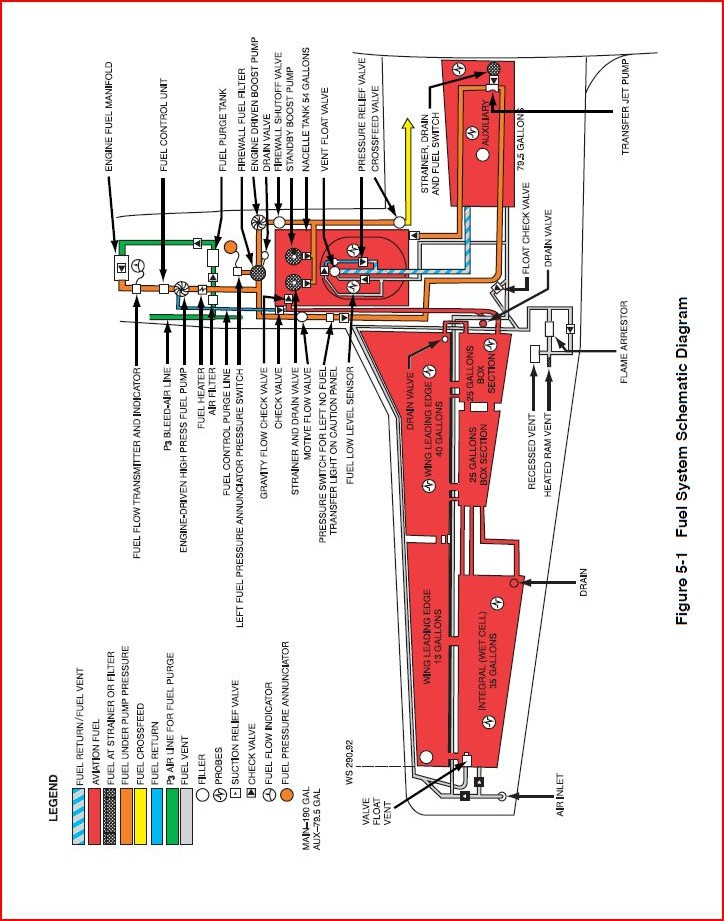 ENGINE FUEL MANIFOLD
FUEL CONTROL UNIT
FUEL PURGE TANK
FIREWALL FUEL FILTER
ENGINE DRIVEN BOOST PUMP
DRAIN VALVE
FIREWALL SHUTOFF VALVE
STANDBY BOOST PUMP
NACELLE TANK 54 GALLONS
VENT FLOAT VALVE
PRESSURE RELIEF VALVE
CROSSFEED VALVE
STRAINER, DRAIN
AND FUEL SWITCH
AUXILIARY
79.5 GALLONS
TRANSFER JET PUMP
FLOAT CHECK VALVE
DRAIN VALVE
FUEL FLOW TRANSMITTER AND INDICATOR
P3 BLEED-AIR LINE
ENGINE-DRIVEN HIGH PRESS FUEL PUMP
FUEL HEATER
AIR FILTER
FUEL CONTROL PURGE LINE
LEFT FUEL PRESSURE ANNUNCIATOR PRESSURE SWITCH
GRAVITY FLOW CHECK VALVE
CHECK VALVE
STRAINER AND DRAIN VALVE
MOTIVE FLOW VALVE
PRESSURE SWITCH FOR LEFT NO FUEL
TRANSFER LIGHT ON CAUTION PANEL
FUEL LOW LEVEL SENSOR
DRAIN VALVE
WING LEADING EDGE
40 GALLONS
25 GALLONS
BOX
SECTION
25 GALLONS
BOX SECTION
RECESSED VENT
HEATED RAM VENT
FLAME ARRESTOR
WING LEADING EDGE
13 GALLONS
INTEGRAL (WET CELL)
35 GALLONS
DRAIN
WS 290.92
VALVE
FLOAT
VENT
AIR INLET
LEGEND
FUEL RETURN/FUEL VENT
AVIATION FUEL
FUEL AT STRAINER OR FILTER
FUEL UNDER PUMP PRESSURE
FUEL CROSSFEED
FUEL RETURN
P3 AIR LINE FOR FUEL PURGE
FUEL VENT
FILLER
PROBES
SUCTION RELIEF VALVE
CHECK VALVE
FUEL FLOW INDICATOR
FUEL PRESSURE ANNUNCIATOR
MAIN–190 GAL
AUX–79.5 GAL
Figure 5-1 Fuel System Schematic Diagram